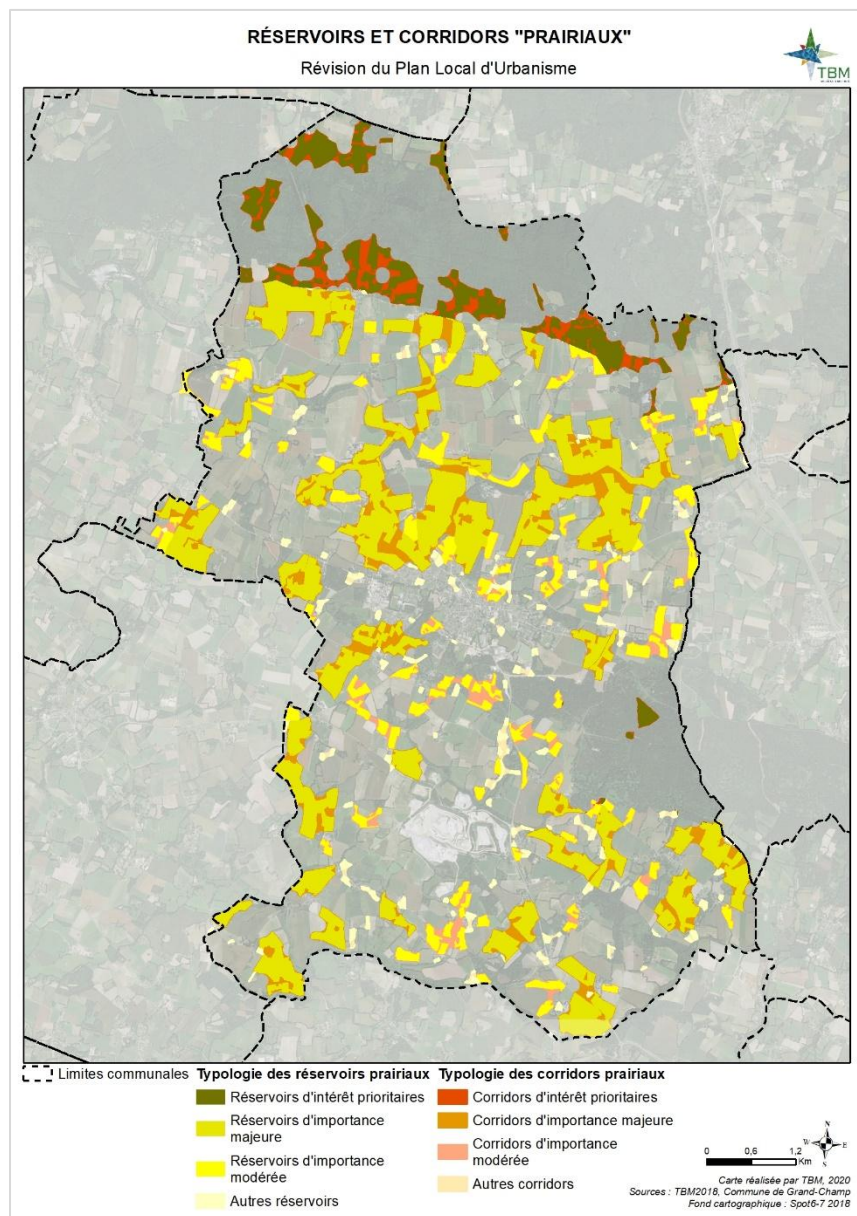 RÉSERVOIRS ET CORRIDORS "PRAIRIAUX"
Révision du Plan Local d'Urbanisme
TBM
Limites communales
Typologie des réservoirs prairiaux
Réservoirs d'intérêt prioritaires
Réservoirs d'importance
majeure
Réservoirs d'importance
modérée
Autres réservoirs
Typologie des corridors prairiaux
Corridors d'intérêt prioritaires
Corridors d'importance majeure
Corridors d'importance
modérée
Autres corridors
N
W E
S
0 0,6 1,2
Km
Carte réalisée par TBM, 2020
Sources : TBM2018, Commune de Grand-Champ
Fond cartographique : Spot6-7 2018